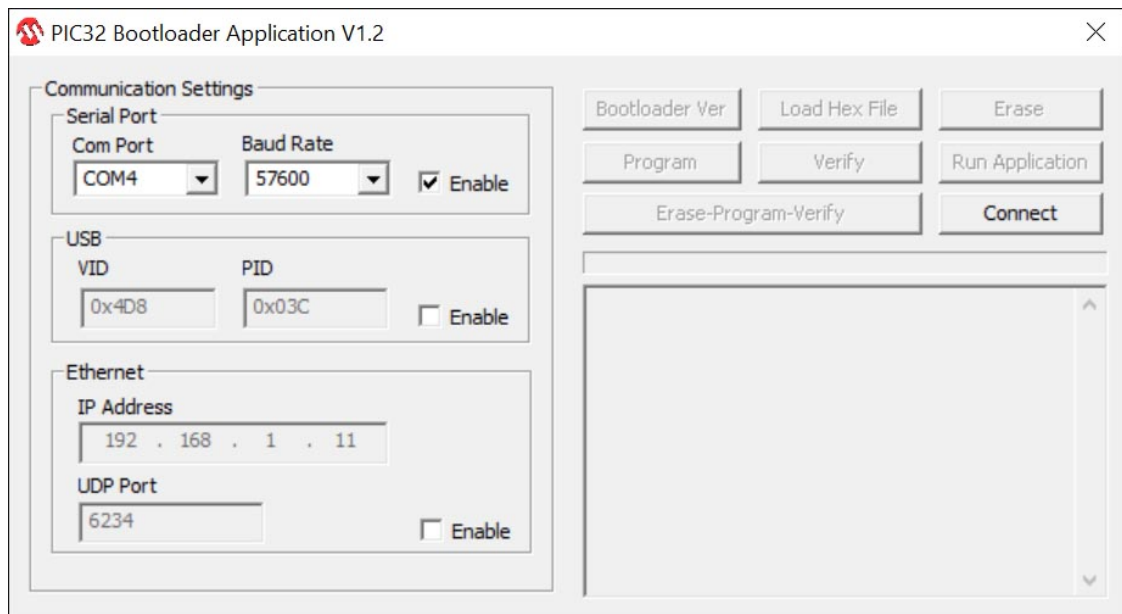 PIC32 Bootloader Application V1.2
Communication Settings
Serial Port
Com Port Baud Rate
COM4 57600 Enable
USB
VID PID
0x4D8 0x03C Enable
Ethernet
IP Address
192 . 168 . 1 . 11
UDP Port
6234 Enable
Bootloader Ver Load Hex File Erase
Program Verify Run Application
Erase-Program-Verify Connect